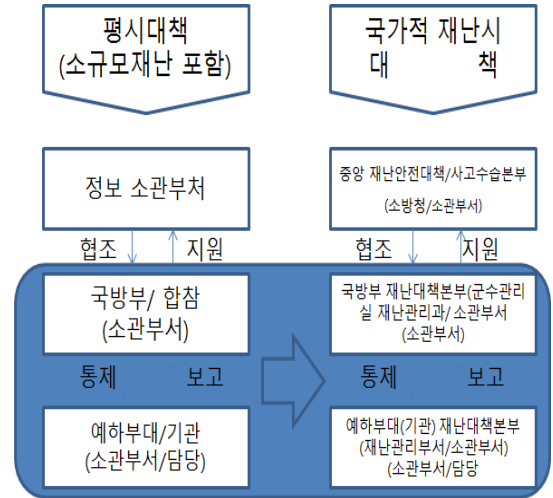 평시대책
(소규모재난 포함)
국가적 재난시
대 책
정보 소관부처
중앙 재난안전대책/사고수습본부
(소방청/소관부서)
협조
지원
협조
지원
국방부/ 합참
(소관부서)
국방부 재난대책본부(군수관리
실 재난관리과/ 소관부서
(소관부서)
통제
보고
통제
보고
예하부대/기관
(소관부서/담당)
예하부대(기관) 재난대책본부
(재난관리부서/소관부서)
(소관부서/담당